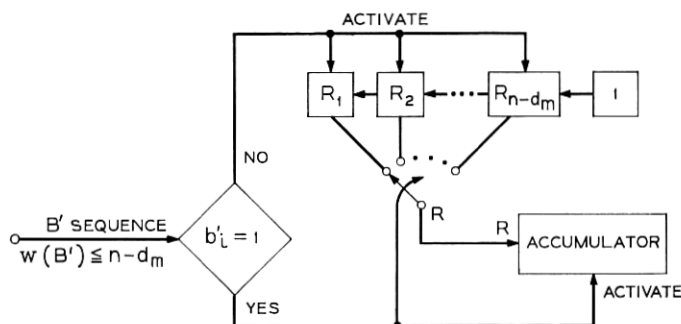 ACTIVATE
R₁ R₂ Rₙ₋dₘ 1
NO
B' SEQUENCE
w(B') ≦ n-dₘ
b'ᵢ = 1
R
R ACCUMULATOR
YES
ACTIVATE